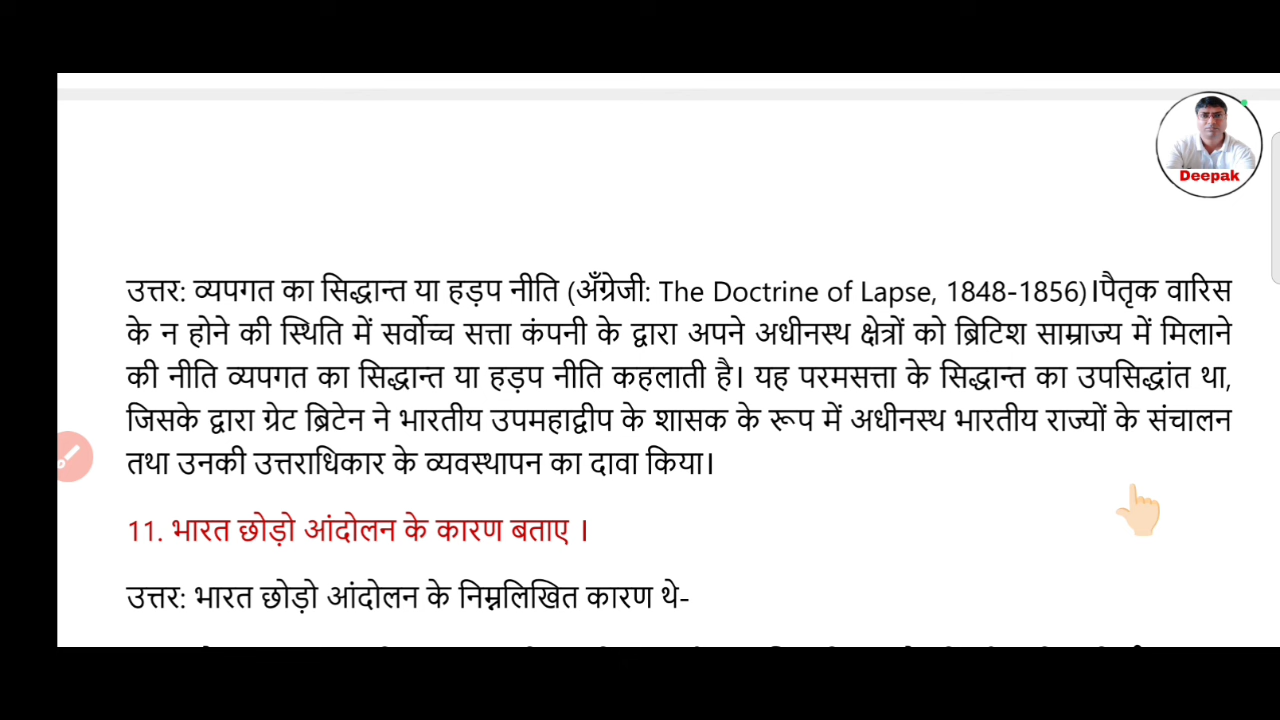 Deepak
उत्तर: व्यपगत का सिद्धान्त या हड़प नीति (अँग्रेजी: The Doctrine of Lapse, 1848-1856)।पैतृक वारिस
के न होने की स्थिति में सर्वोच्च सत्ता कंपनी के द्वारा अपने अधीनस्थ क्षेत्रों को ब्रिटिश साम्राज्य में मिलाने
की नीति व्यपगत का सिद्धान्त या हड़प नीति कहलाती है। यह परमसत्ता के सिद्धान्त का उपसिद्धांत था,
जिसके द्वारा ग्रेट ब्रिटेन ने भारतीय उपमहाद्वीप के शासक के रूप में अधीनस्थ भारतीय राज्यों के संचालन
तथा उनकी उत्तराधिकार के व्यवस्थापन का दावा किया।
11. भारत छोड़ो आंदोलन के कारण बताए ।
उत्तर: भारत छोड़ो आंदोलन के निम्नलिखित कारण थे-